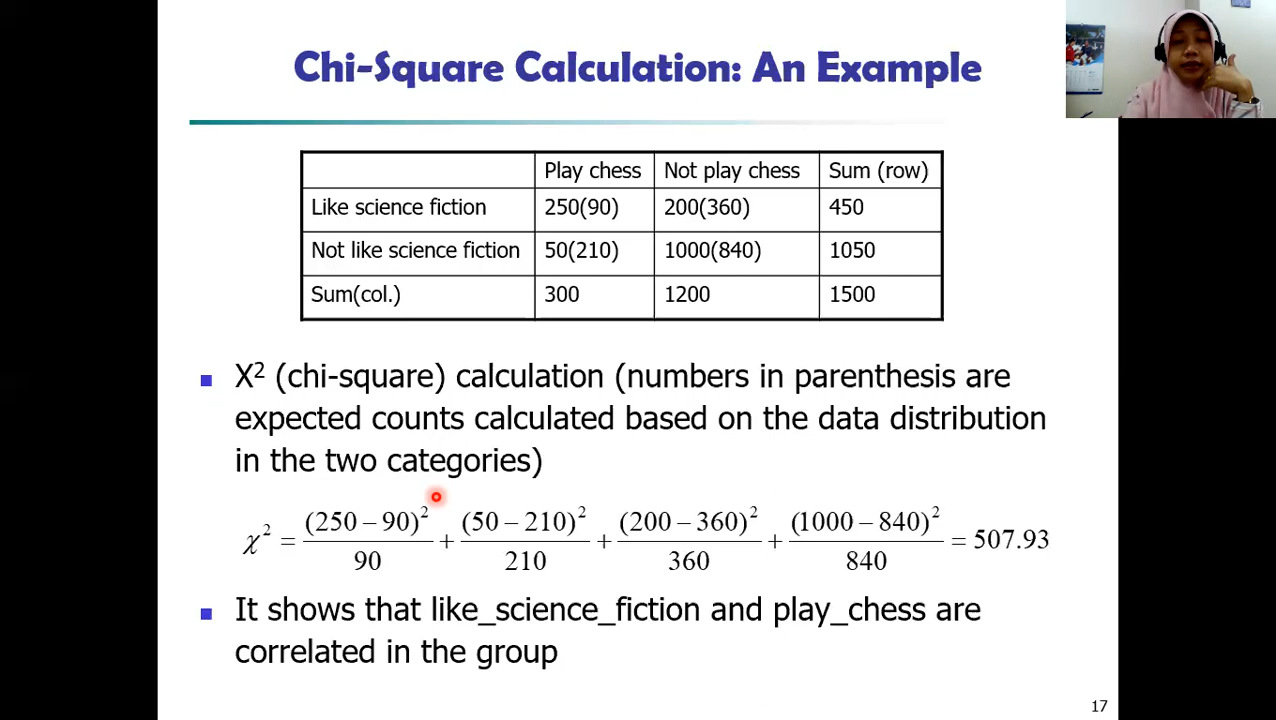 Chi-Square Calculation: An Example
Play chess Not play chess Sum (row)
Like science fiction 250(90) 200(360) 450
Not like science fiction 50(210) 1000(840) 1050
Sum(col.) 300 1200 1500
Χ² (chi-square) calculation (numbers in parenthesis are
expected counts calculated based on the data distribution
in the two categories)
χ² = (250 − 90)²/90 + (50 − 210)²/210 + (200 − 360)²/360 + (1000 − 840)²/840 = 507.93
It shows that like_science_fiction and play_chess are
correlated in the group
17